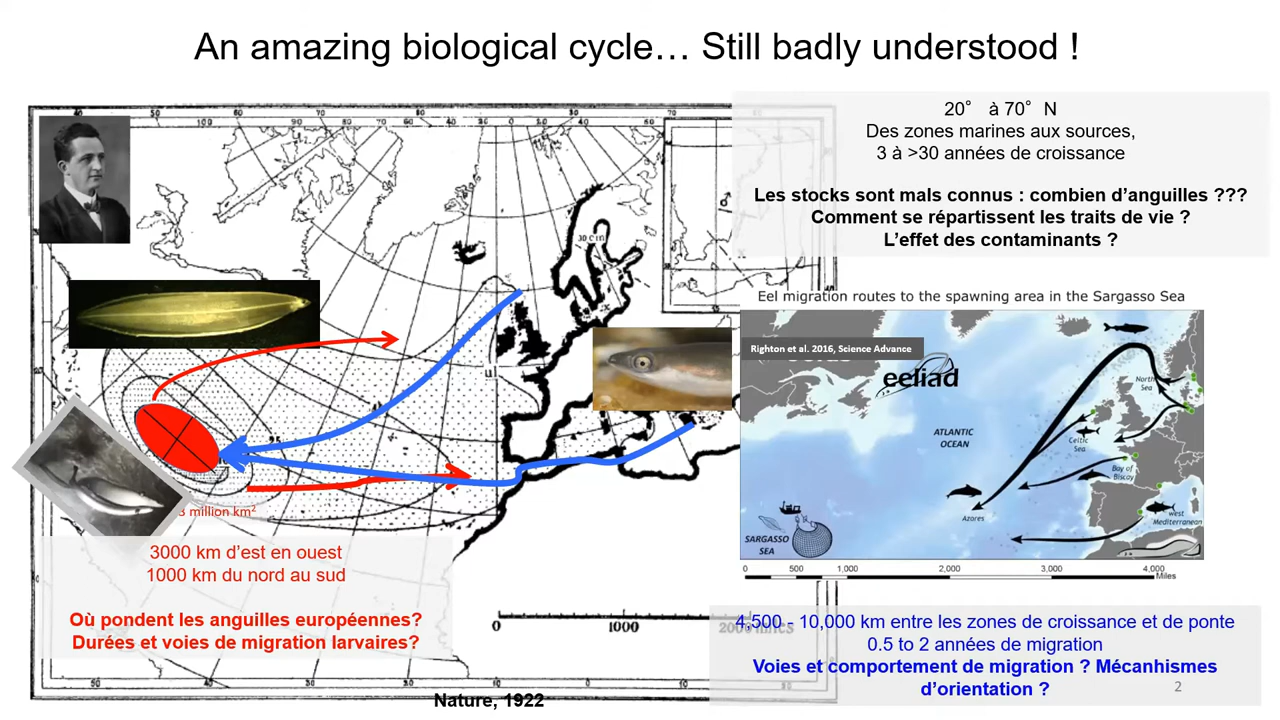 An amazing biological cycle… Still badly understood !
20° à 70° N
Des zones marines aux sources,
3 à >30 années de croissance
Les stocks sont mals connus : combien d'anguilles ???
Comment se répartissent les traits de vie ?
L'effet des contaminants ?
Eel migration routes to the spawning area in the Sargasso Sea
Righton et al. 2016, Science Advance
eeliad
North
Sea
ATLANTIC
OCEAN
Celtic
Sea
Bay of
Biscay
Azores
West
Mediterranean
SARGASSO
SEA
0 500 1,000 2,000 3,000 4,000
Miles
million km²
3000 km d'est en ouest
1000 km du nord au sud
Où pondent les anguilles européennes?
Durées et voies de migration larvaires?
0 1000
4,500 - 10,000 km entre les zones de croissance et de ponte
0.5 to 2 années de migration
Voies et comportement de migration ? Mécanhismes
d'orientation ?
2
Nature, 1922